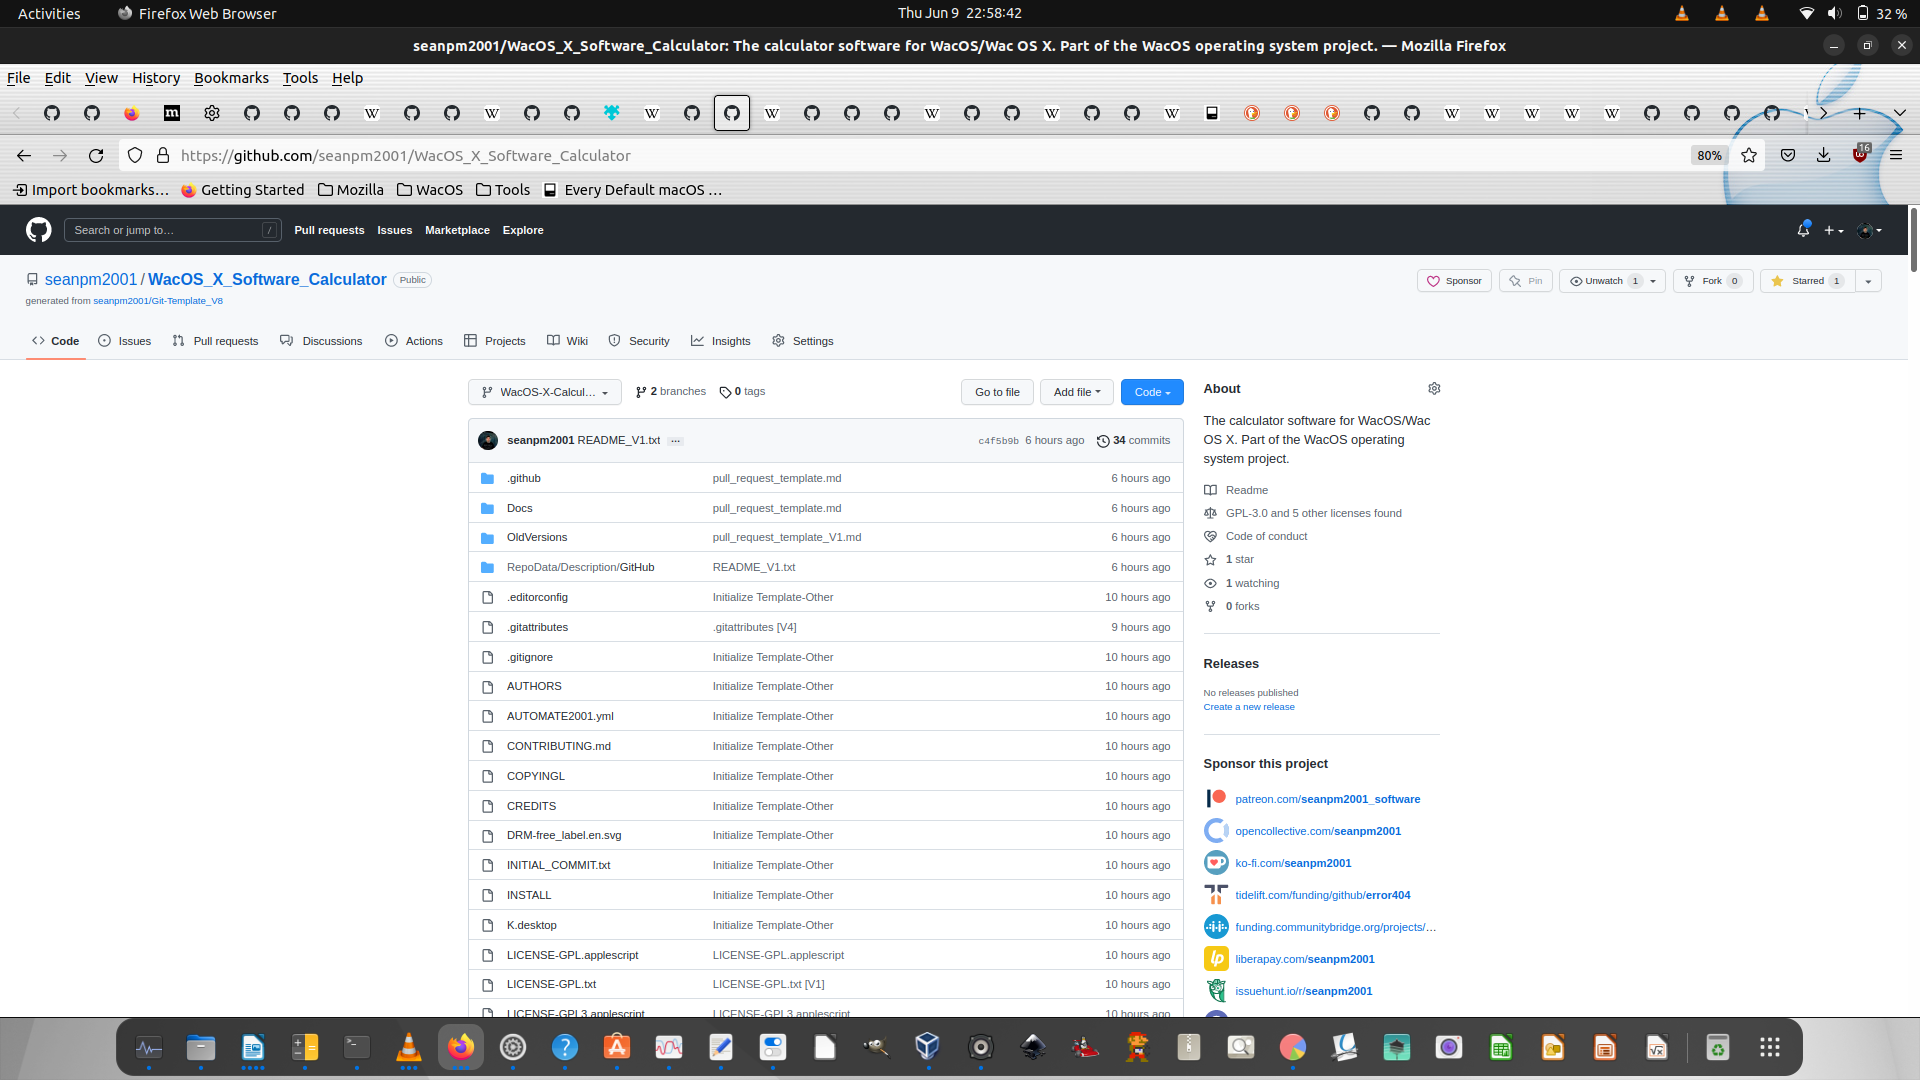 Activities
Firefox Web Browser
Thu Jun 9 22:58:42
32 %
seanpm2001/WacOS_X_Software_Calculator: The calculator software for WacOS/Wac OS X. Part of the WacOS operating system project. — Mozilla Firefox
File Edit View History Bookmarks Tools Help
https://github.com/seanpm2001/WacOS_X_Software_Calculator
80%
16
Import bookmarks... Getting Started Mozilla WacOS Tools Every Default macOS ...
Search or jump to... /
Pull requests Issues Marketplace Explore
seanpm2001 / WacOS_X_Software_Calculator Public
Sponsor Pin Unwatch 1 Fork 0 Starred 1
generated from seanpm2001/Git-Template_V8
Code Issues Pull requests Discussions Actions Projects Wiki Security Insights Settings
WacOS-X-Calcul... 2 branches 0 tags Go to file Add file Code
seanpm2001 README_V1.txt ... c4f5b9b 6 hours ago 34 commits
.github pull_request_template.md 6 hours ago
Docs pull_request_template.md 6 hours ago
OldVersions pull_request_template_V1.md 6 hours ago
RepoData/Description/GitHub README_V1.txt 6 hours ago
.editorconfig Initialize Template-Other 10 hours ago
.gitattributes .gitattributes [V4] 9 hours ago
.gitignore Initialize Template-Other 10 hours ago
AUTHORS Initialize Template-Other 10 hours ago
AUTOMATE2001.yml Initialize Template-Other 10 hours ago
CONTRIBUTING.md Initialize Template-Other 10 hours ago
COPYINGL Initialize Template-Other 10 hours ago
CREDITS Initialize Template-Other 10 hours ago
DRM-free_label.en.svg Initialize Template-Other 10 hours ago
INITIAL_COMMIT.txt Initialize Template-Other 10 hours ago
INSTALL Initialize Template-Other 10 hours ago
K.desktop Initialize Template-Other 10 hours ago
LICENSE-GPL.applescript LICENSE-GPL.applescript 10 hours ago
LICENSE-GPL.txt LICENSE-GPL.txt [V1] 10 hours ago
LICENSE-GPL3.applescript LICENSE-GPL3.applescript 10 hours ago
About
The calculator software for WacOS/Wac
OS X. Part of the WacOS operating
system project.
Readme
GPL-3.0 and 5 other licenses found
Code of conduct
1 star
1 watching
0 forks
Releases
No releases published
Create a new release
Sponsor this project
patreon.com/seanpm2001_software
opencollective.com/seanpm2001
ko-fi.com/seanpm2001
tidelift.com/funding/github/error404
funding.communitybridge.org/projects/...
liberapay.com/seanpm2001
issuehunt.io/r/seanpm2001